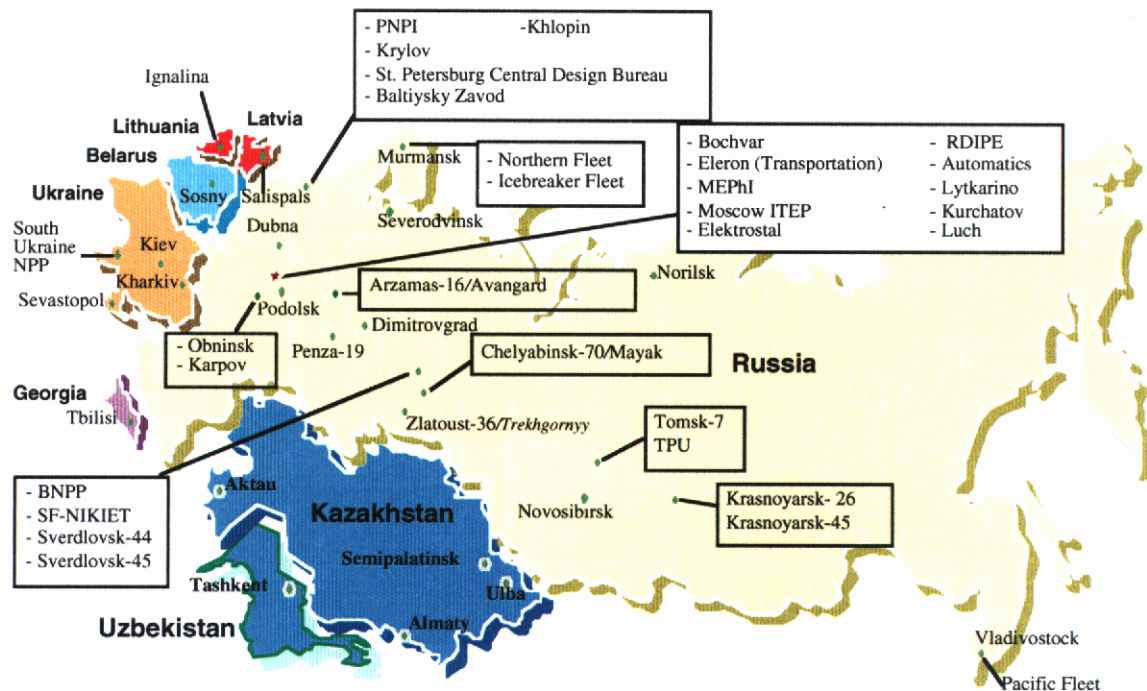 - PNPI -Khlopin
- Krylov
- St. Petersburg Central Design Bureau
- Baltiysky Zavod
Ignalina
Lithuania
Latvia
Belarus
Ukraine
Sosny
Salispals
Murmansk
- Northern Fleet
- Icebreaker Fleet
- Bochvar - RDIPE
- Eleron (Transportation) - Automatics
- MEPhI - Lytkarino
- Moscow ITEP - Kurchatov
- Elektrostal - Luch
Severodvinsk
Dubna
South
Ukraine
NPP
Kiev
Kharkiv
Sevastopol
Podolsk
Arzamas-16/Avangard
Norilsk
Dimitrovgrad
Penza-19
- Obninsk
- Karpov
Chelyabinsk-70/Mayak
Russia
Georgia
Tbilisi
Zlatoust-36/Trekhgornyy
Tomsk-7
TPU
- BNPP
- SF-NIKIET
- Sverdlovsk-44
- Sverdlovsk-45
Aktau
Kazakhstan
Novosibirsk
Krasnoyarsk- 26
Krasnoyarsk-45
Semipalatinsk
Ulba
Tashkent
Uzbekistan
Almaty
Vladivostock
Pacific Fleet